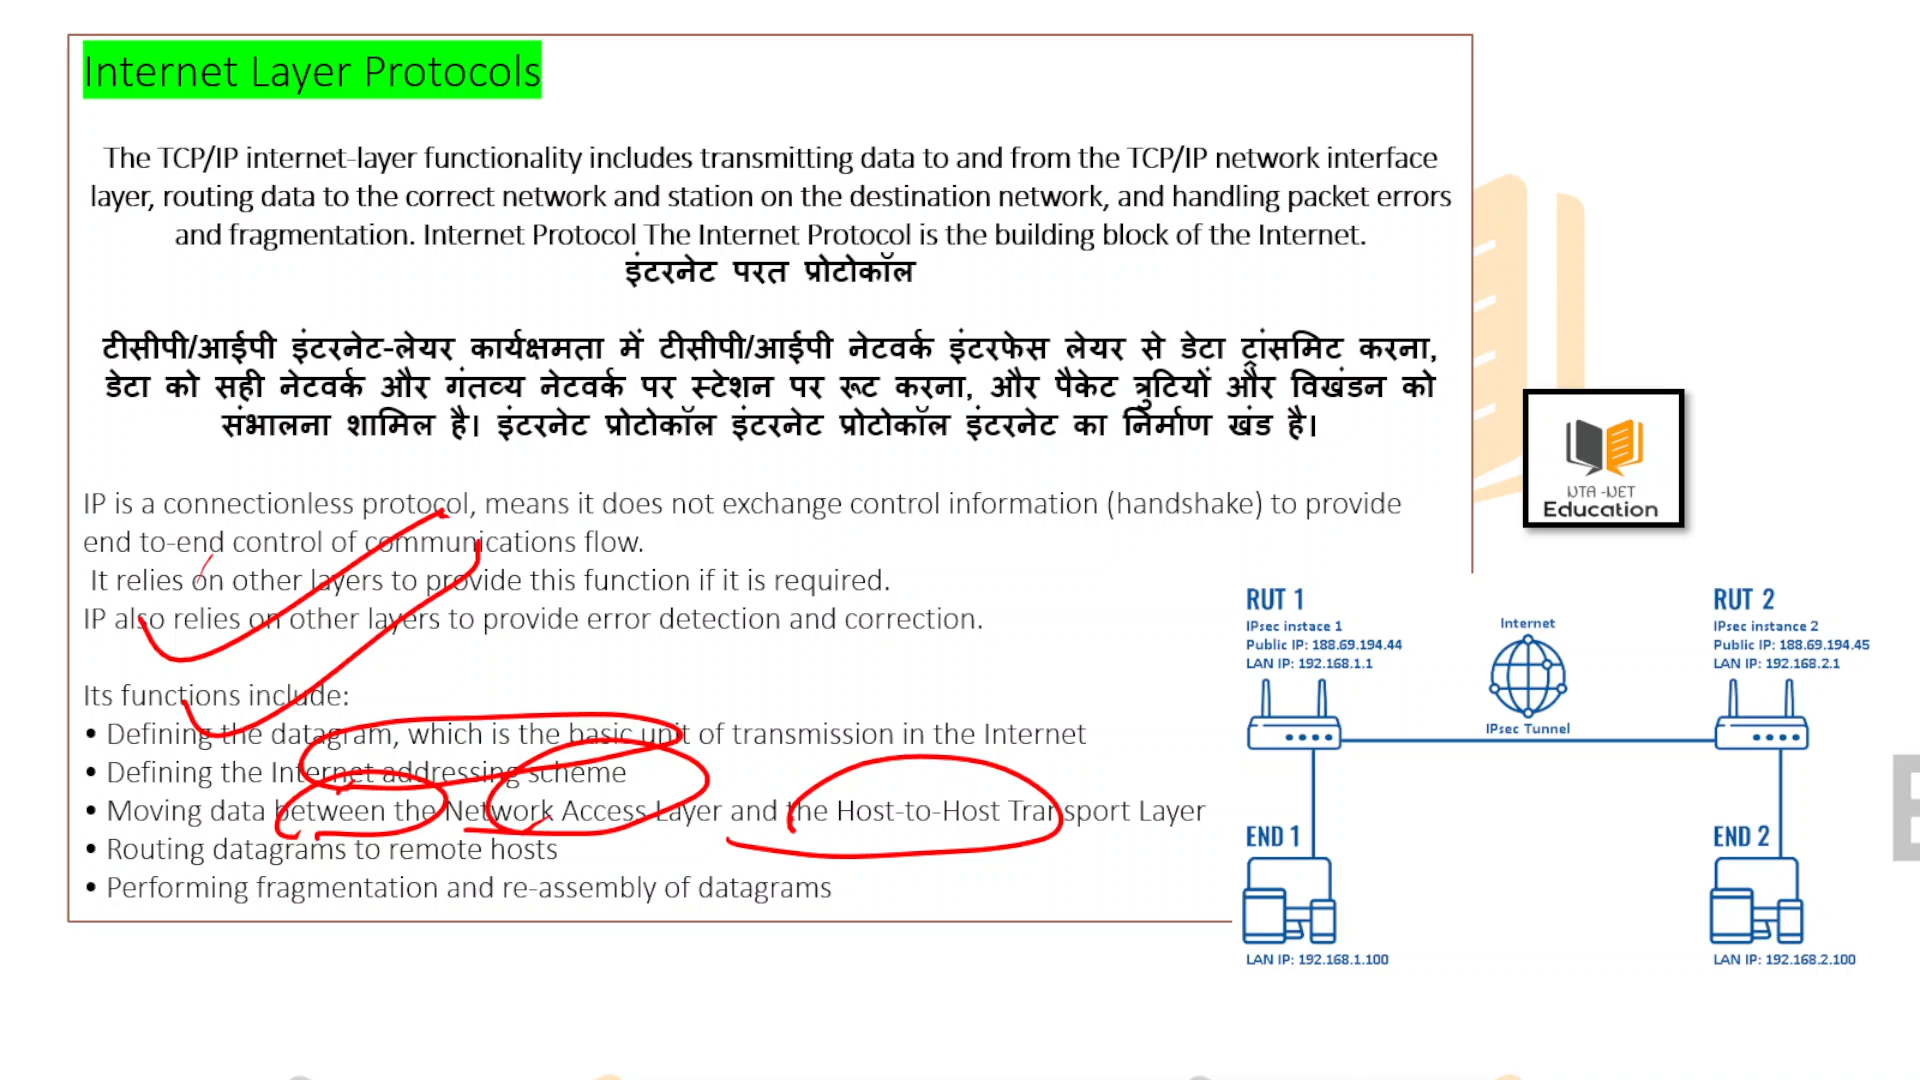 Internet Layer Protocols
The TCP/IP internet-layer functionality includes transmitting data to and from the TCP/IP network interface
layer, routing data to the correct network and station on the destination network, and handling packet errors
and fragmentation. Internet Protocol The Internet Protocol is the building block of the Internet.
इंटरनेट परत प्रोटोकॉल
टीसीपी/आईपी इंटरनेट-लेयर कार्यक्षमता में टीसीपी/आईपी नेटवर्क इंटरफेस लेयर से डेटा ट्रांसमिट करना,
डेटा को सही नेटवर्क और गंतव्य नेटवर्क पर स्टेशन पर रूट करना, और पैकेट त्रुटियों और विखंडन को
संभालना शामिल है। इंटरनेट प्रोटोकॉल इंटरनेट प्रोटोकॉल इंटरनेट का निर्माण खंड है।
IP is a connectionless protocol, means it does not exchange control information (handshake) to provide
end to-end control of communications flow.
It relies on other layers to provide this function if it is required.
IP also relies on other layers to provide error detection and correction.
Its functions include:
• Defining the datagram, which is the basic unit of transmission in the Internet
• Defining the Internet addressing scheme
• Moving data between the Network Access Layer and the Host-to-Host Transport Layer
• Routing datagrams to remote hosts
• Performing fragmentation and re-assembly of datagrams
NTA -NET
Education
RUT 1
IPsec instace 1
Public IP: 188.69.194.44
LAN IP: 192.168.1.1
Internet
IPsec Tunnel
RUT 2
IPsec instance 2
Public IP: 188.69.194.45
LAN IP: 192.168.2.1
END 1
LAN IP: 192.168.1.100
END 2
LAN IP: 192.168.2.100
E